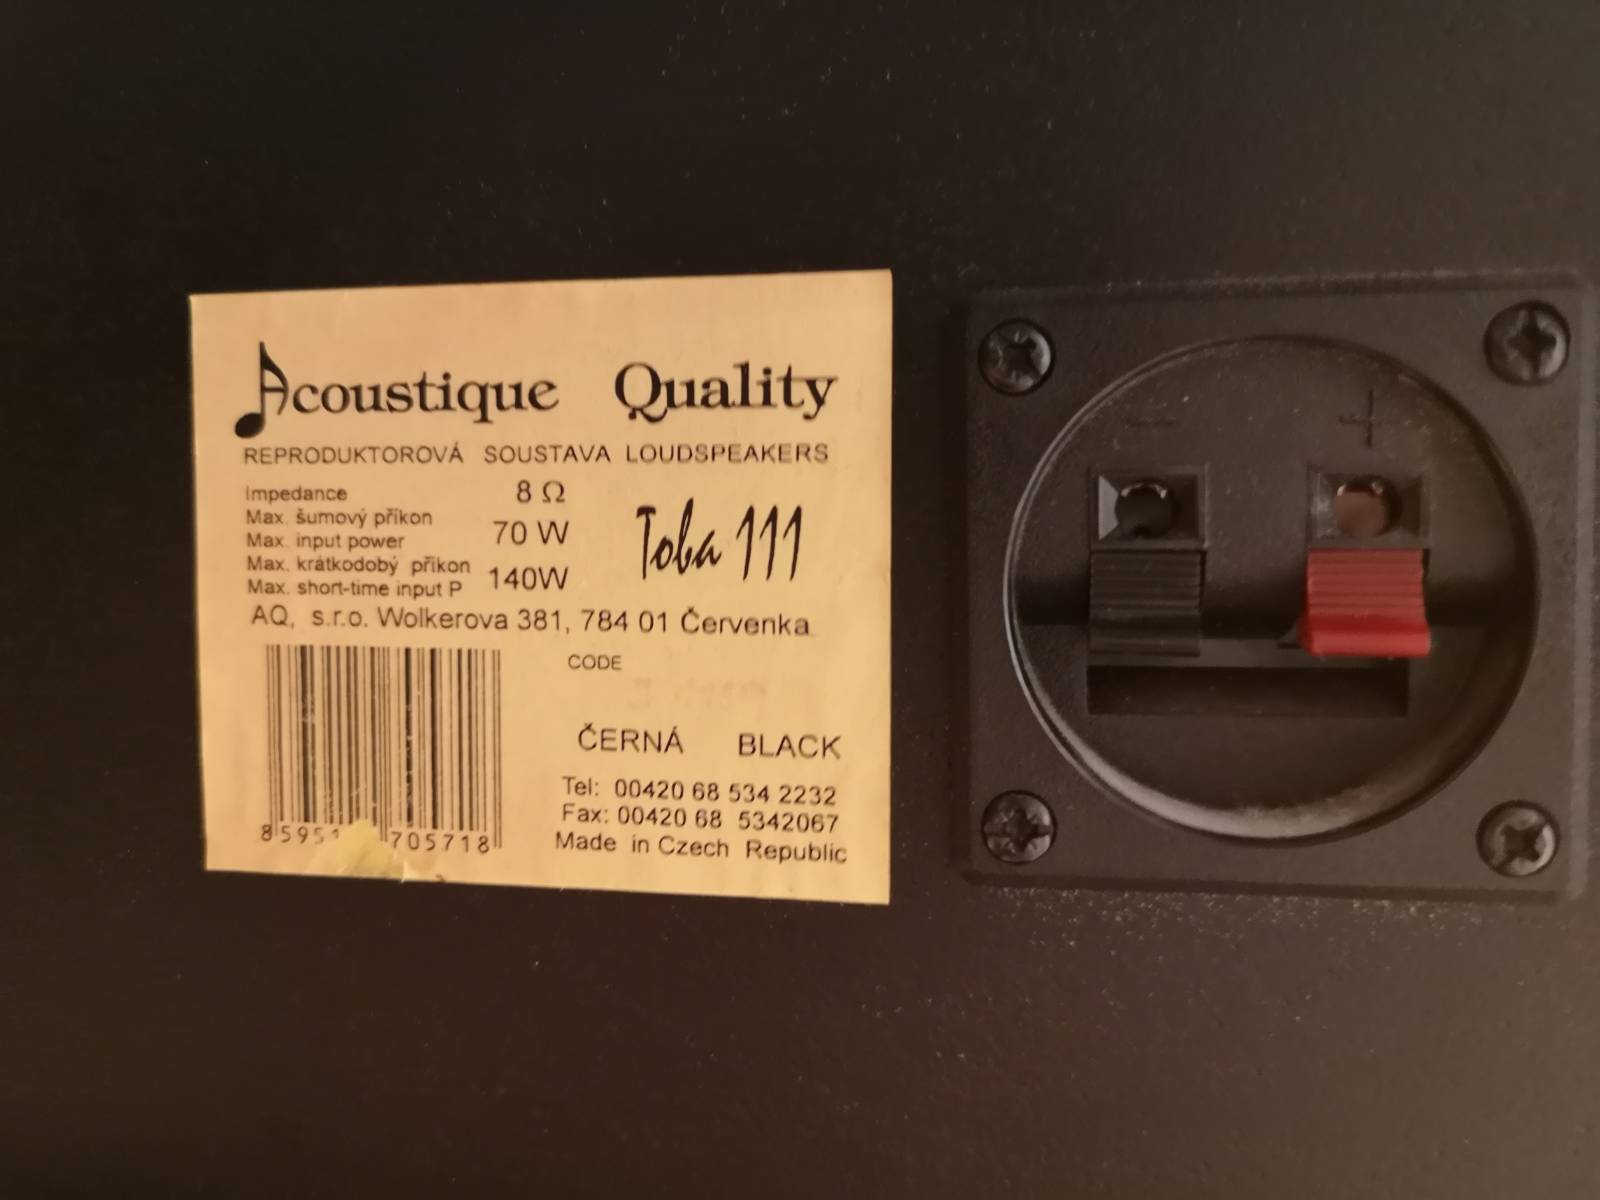 Acoustique Quality
REPRODUKTOROVÁ SOUSTAVA LOUDSPEAKERS
Impedance 8 Ω
Max. šumový příkon
Max. input power 70 W
Max. krátkodobý příkon
Max. short-time input P 140W
Toba 111
AQ, s.r.o. Wolkerova 381, 784 01 Červenka
CODE
ČERNÁ BLACK
Tel: 00420 68 534 2232
Fax: 00420 68 5342067
Made in Czech Republic
8595 705718
− +